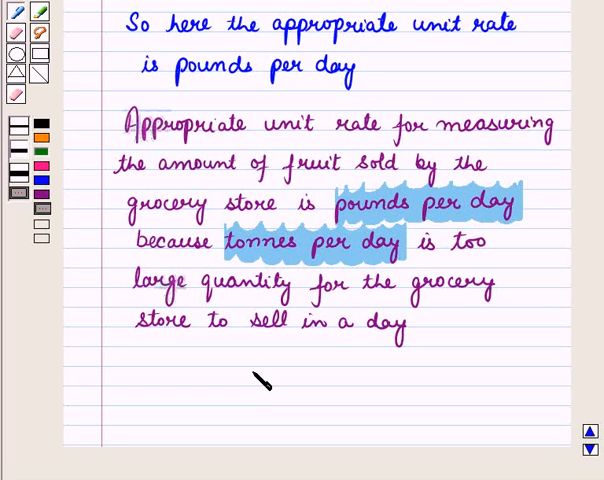 So here the appropriate unit rate
is pounds per day
Appropriate unit rate for measuring
the amount of fruit sold by the
grocery store is pounds per day
because tonnes per day is too
large quantity for the grocery
store to sell in a day